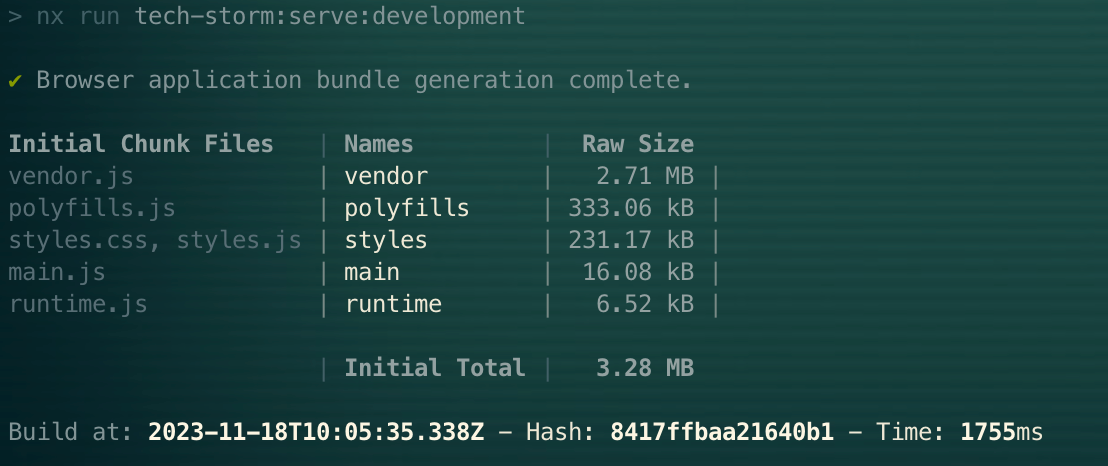 > nx run tech-storm:serve:development
✔ Browser application bundle generation complete.
Initial Chunk Files | Names | Raw Size
vendor.js | vendor | 2.71 MB |
polyfills.js | polyfills | 333.06 kB |
styles.css, styles.js | styles | 231.17 kB |
main.js | main | 16.08 kB |
runtime.js | runtime | 6.52 kB |
| Initial Total | 3.28 MB
Build at: 2023-11-18T10:05:35.338Z - Hash: 8417ffbaa21640b1 - Time: 1755ms